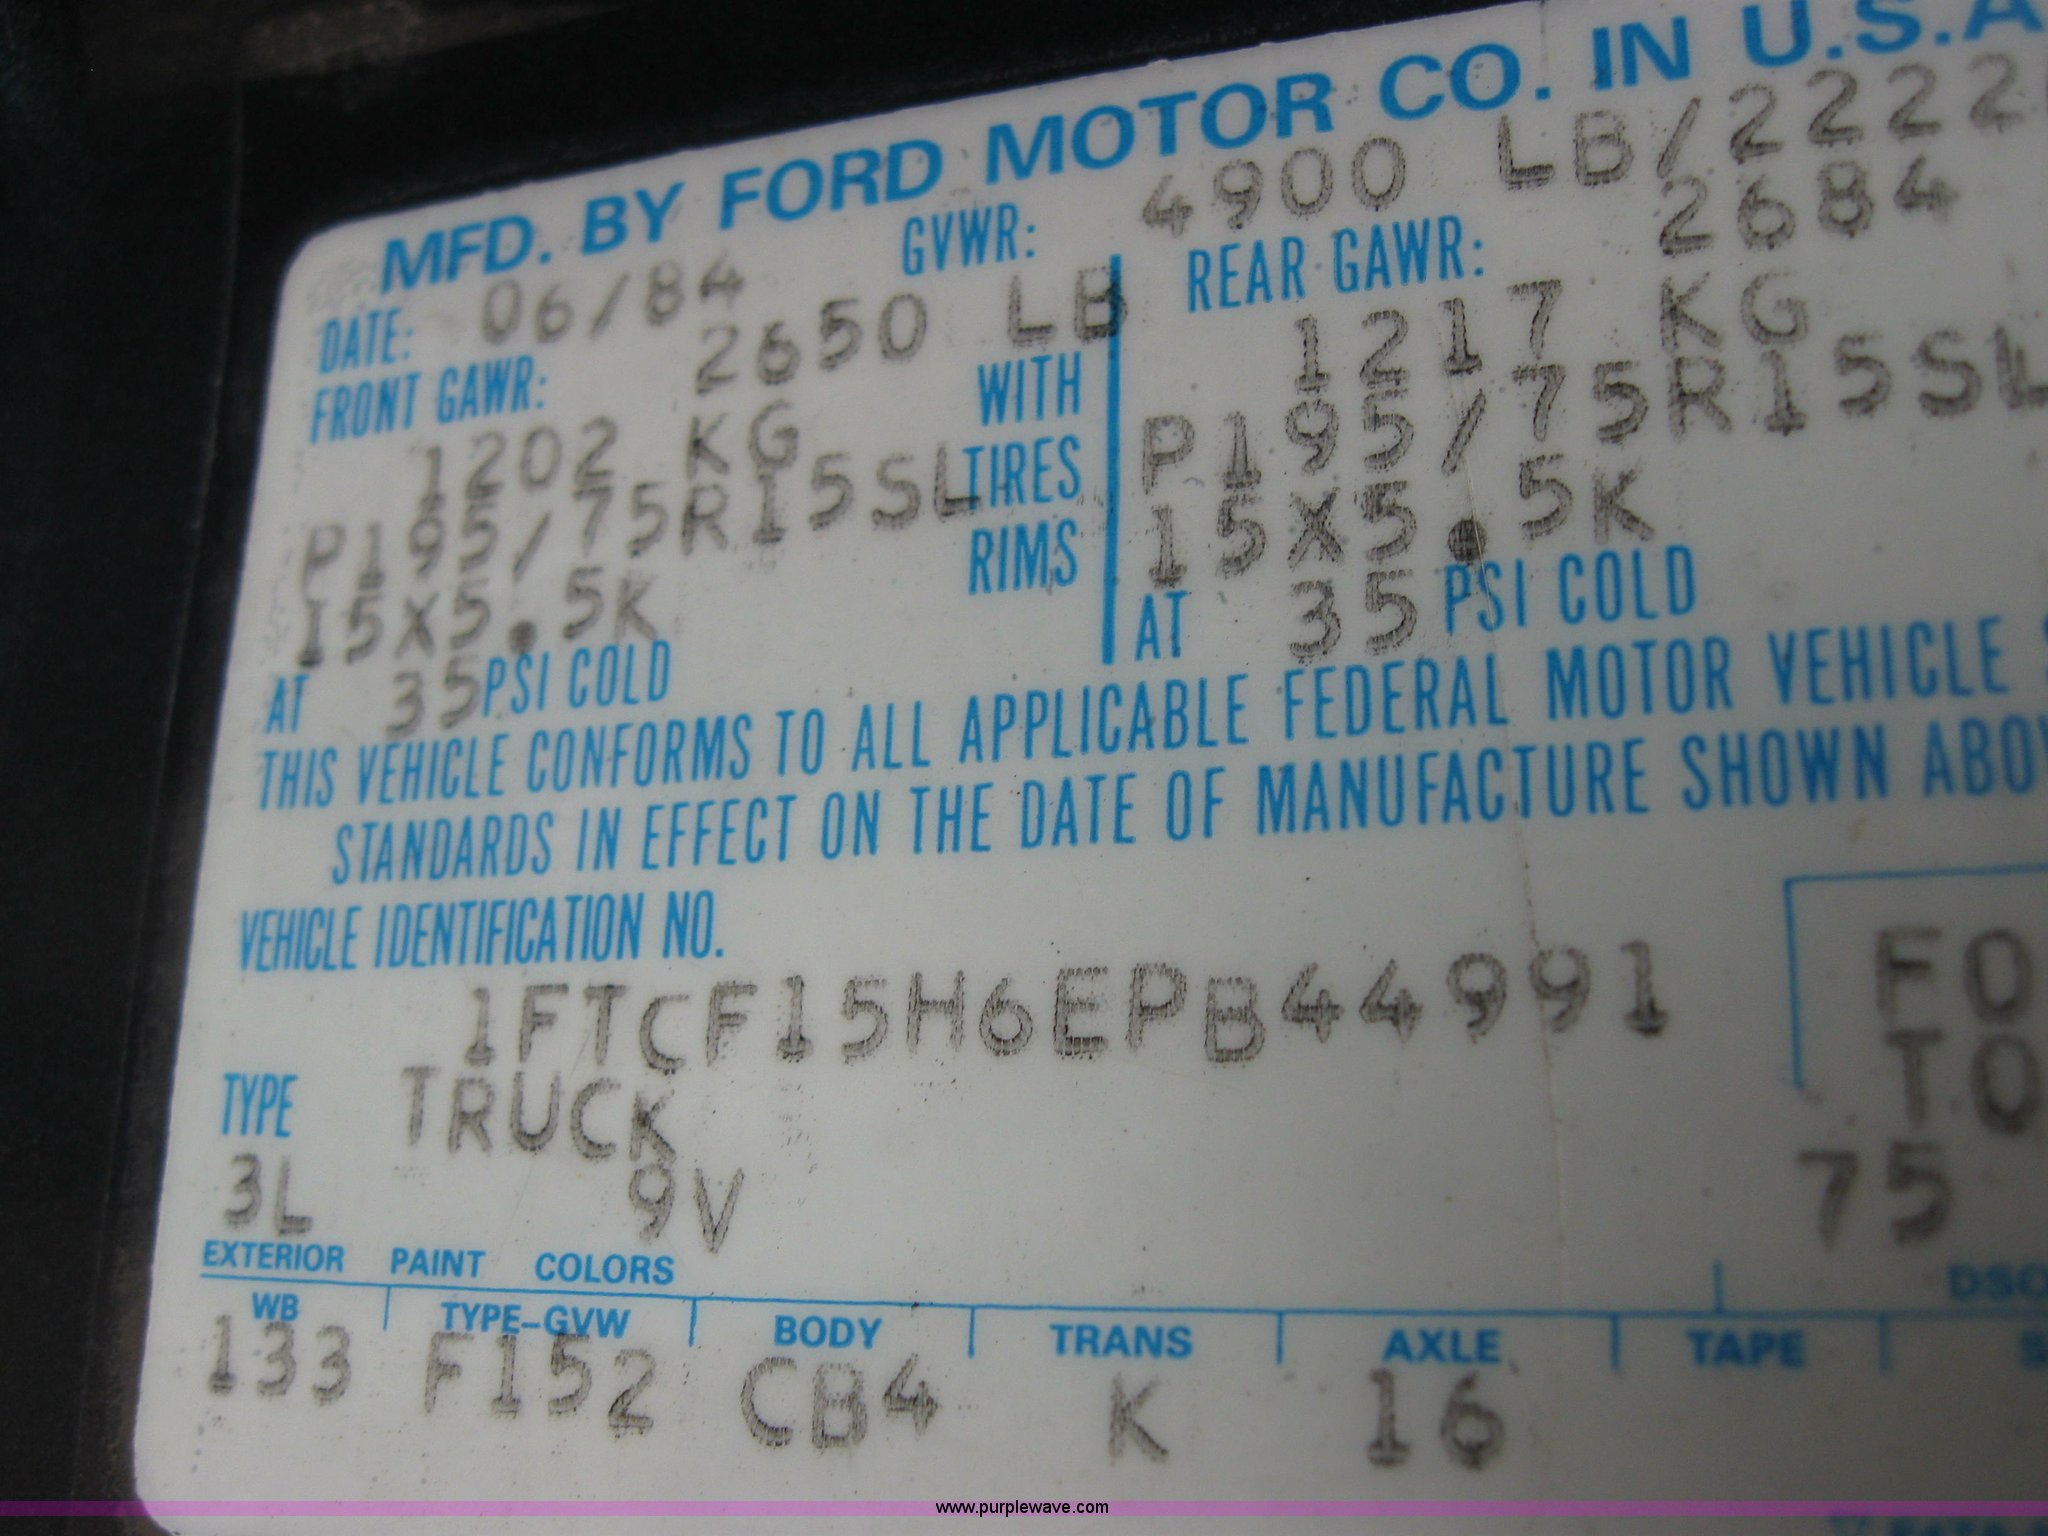 MFD. BY FORD MOTOR CO. IN U.S.A
DATE: 06/84 GVWR: 4900 LB/2222
FRONT GAWR: 2650 LB REAR GAWR: 2684
1202 KG WITH 1217 KG
P195/75R15SL TIRES P195/75R15SL
15X5.5K RIMS 15X5.5K
AT 35 PSI COLD AT 35 PSI COLD
THIS VEHICLE CONFORMS TO ALL APPLICABLE FEDERAL MOTOR VEHICLE
STANDARDS IN EFFECT ON THE DATE OF MANUFACTURE SHOWN ABOV
VEHICLE IDENTIFICATION NO.
1FTCF15H6EPB44991 FO
TYPE TRUCK TO
3L 9V 75
EXTERIOR PAINT COLORS DSO
WB TYPE-GVW BODY TRANS AXLE TAPE
133 F152 CB4 K 16
www.purplewave.com